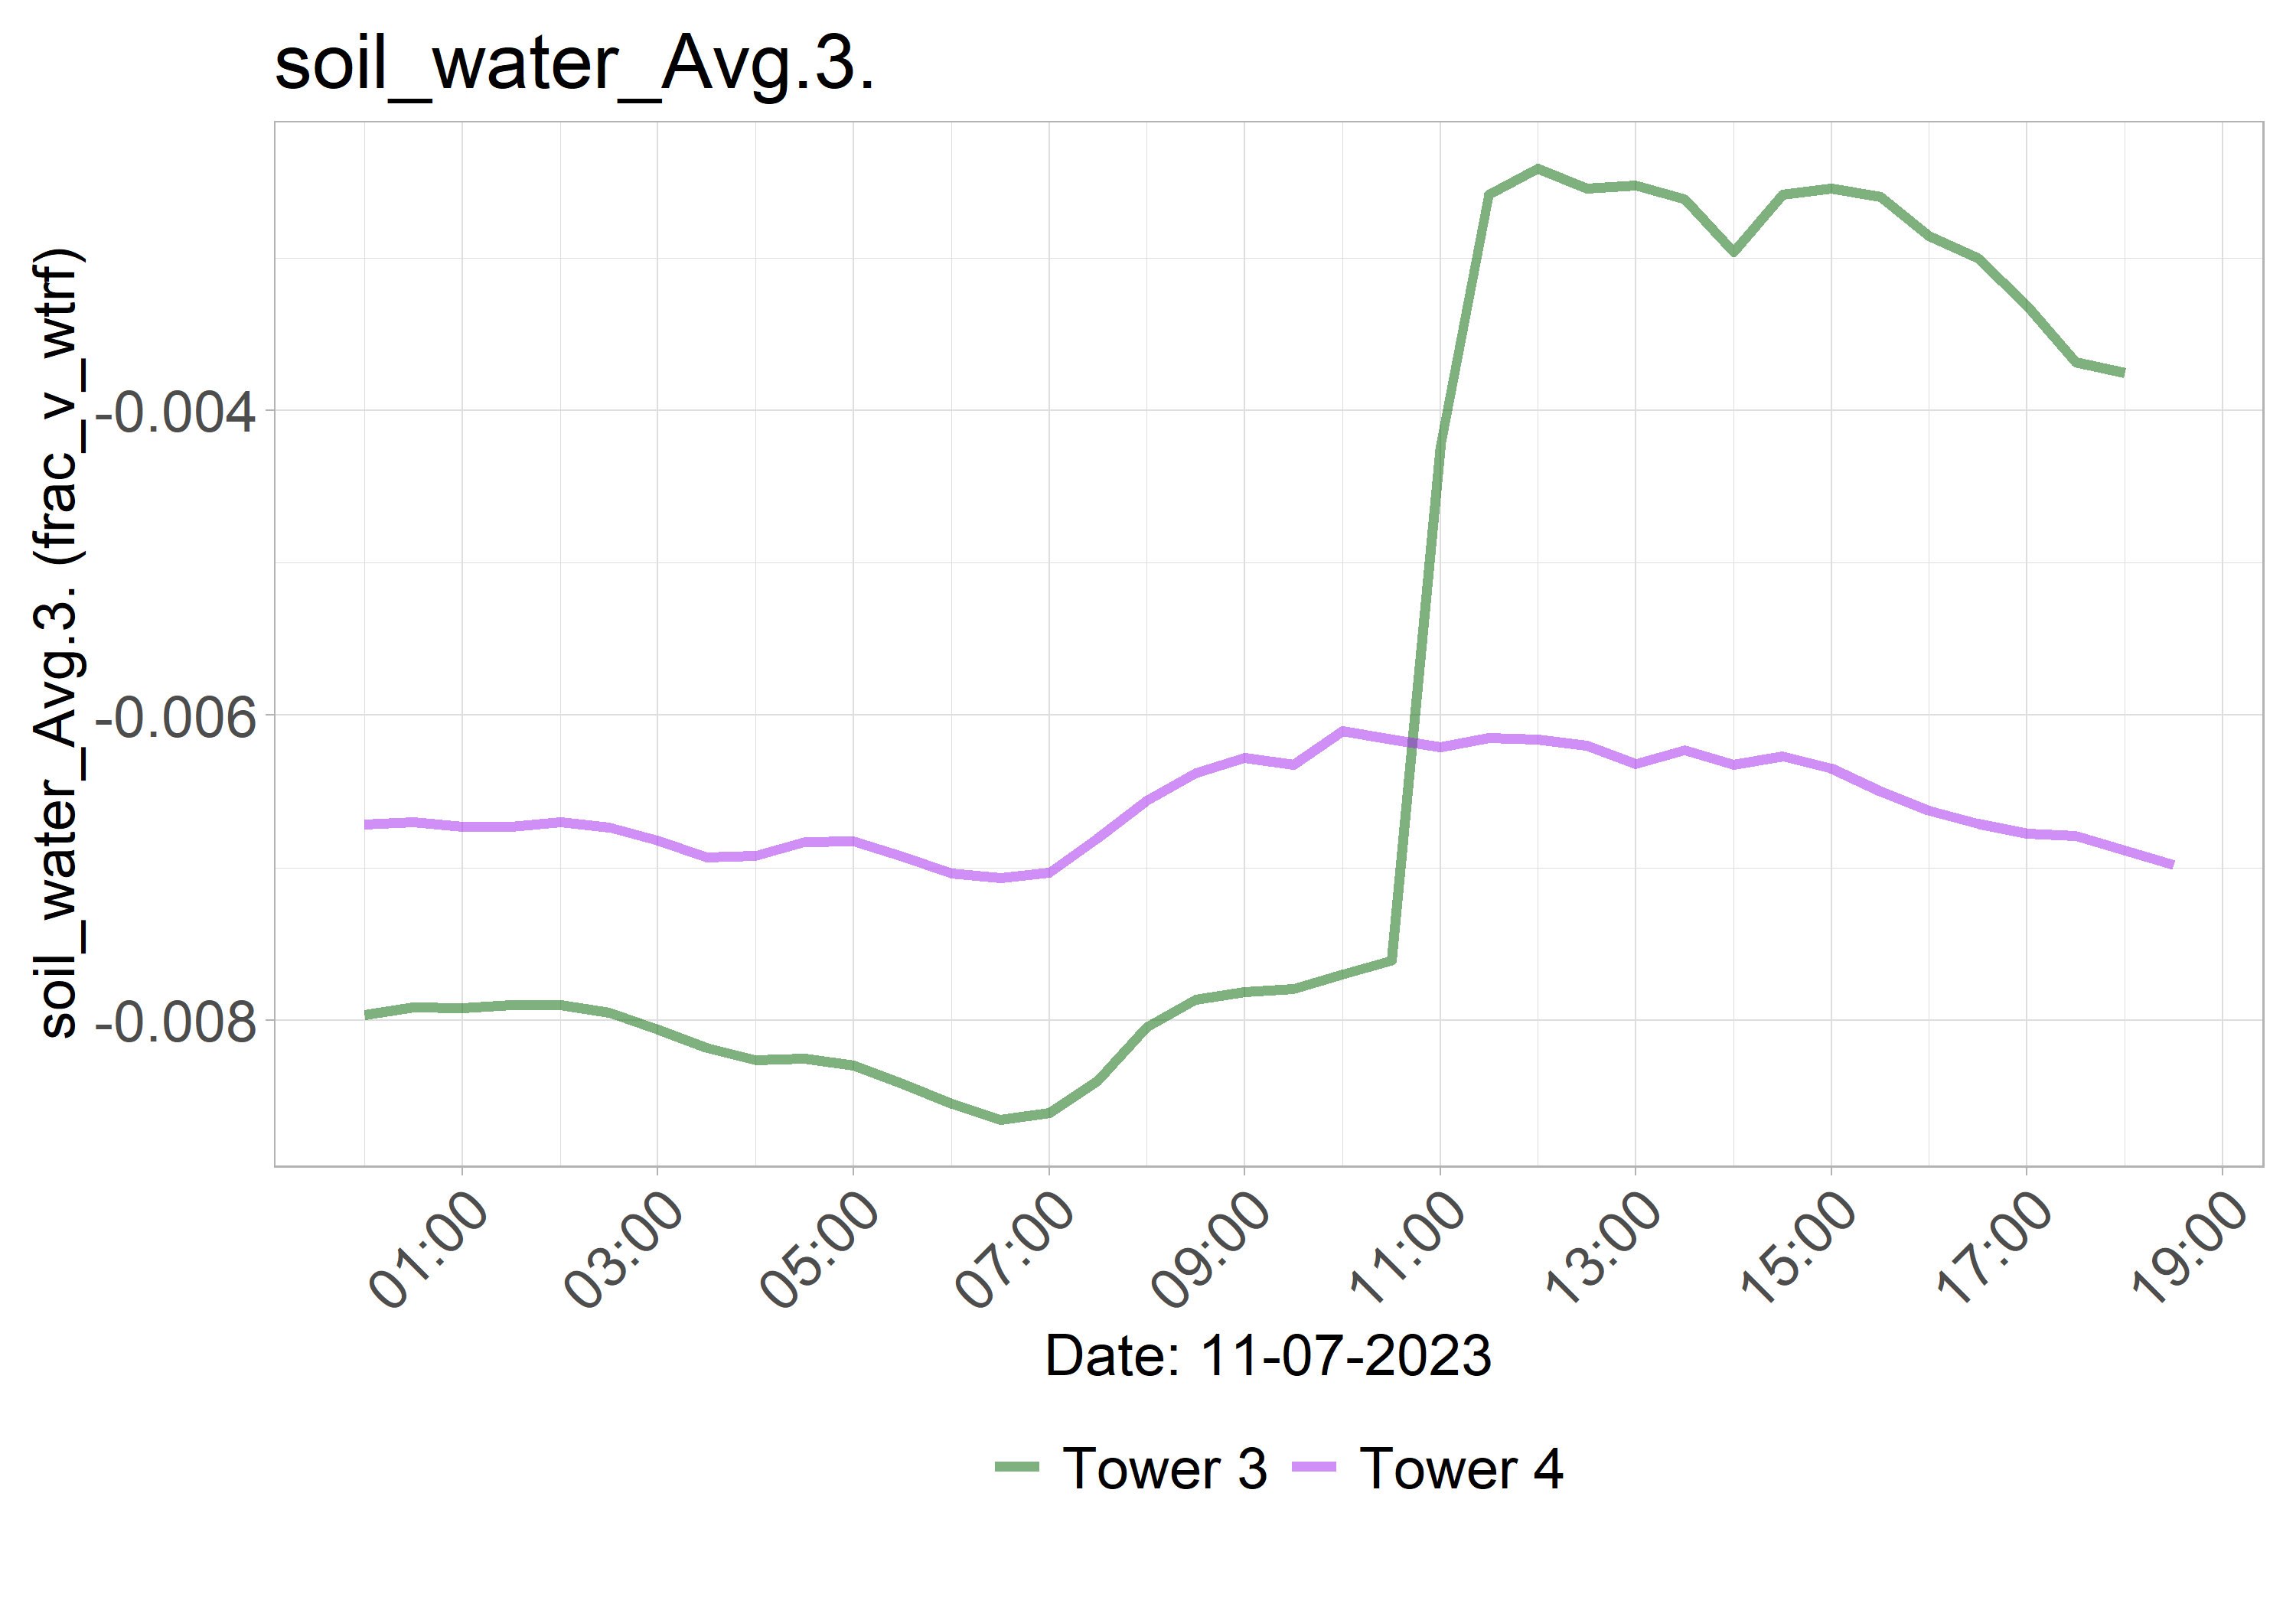 soil_water_Avg.3.
soil_water_Avg.3. (frac_v_wtrf)
-0.004
-0.006
-0.008
01:00
03:00
05:00
07:00
09:00
11:00
13:00
15:00
17:00
19:00
Date: 11-07-2023
Tower 3
Tower 4